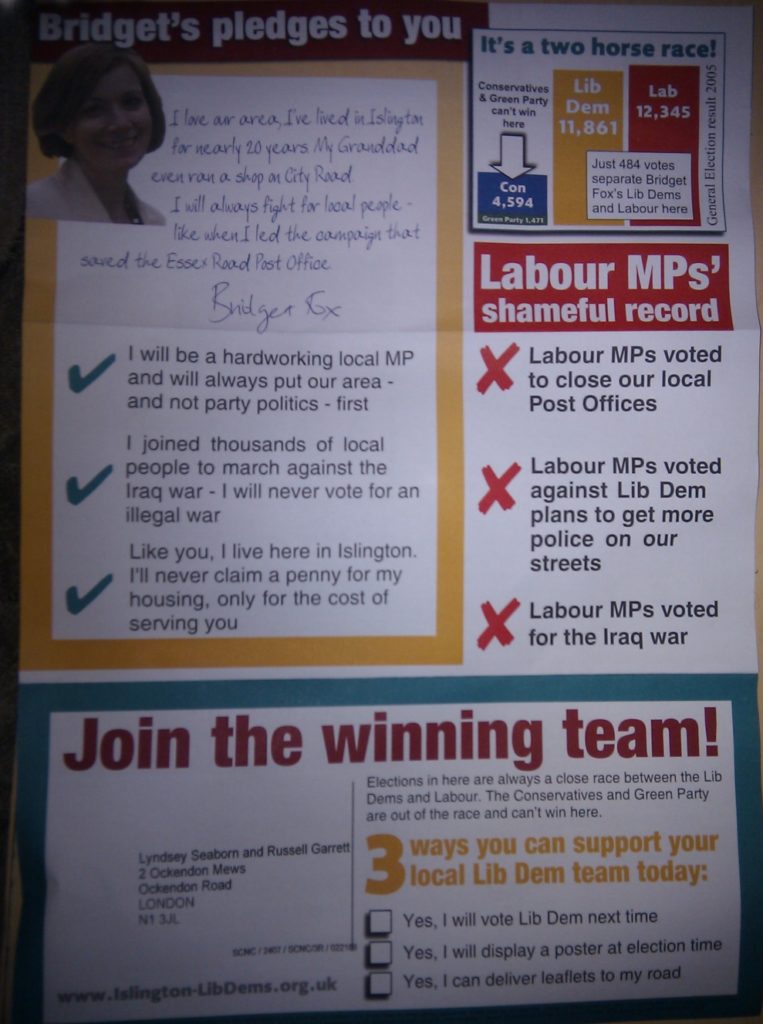 Bridget's pledges to you
I love our area, I've lived in Islington
for nearly 20 years. My Granddad
even ran a shop on City Road
I will always fight for local people -
like when I led the campaign that
saved the Essex Road Post Office
Bridget Fox
I will be a hardworking local MP
and will always put our area -
and not party politics - first
I joined thousands of local
people to march against the
Iraq war - I will never vote for an
illegal war
Like you, I live here in Islington.
I'll never claim a penny for my
housing, only for the cost of
serving you
It's a two horse race!
Conservatives
& Green Party
can't win
here
Con
4,594
Green Party 1,471
Lib
Dem
11,861
Lab
12,345
Just 484 votes
separate Bridget
Fox's Lib Dems
and Labour here
General Election result 2005
Labour MPs'
shameful record
Labour MPs voted
to close our local
Post Offices
Labour MPs voted
against Lib Dem
plans to get more
police on our
streets
Labour MPs voted
for the Iraq war
Join the winning team!
Elections in here are always a close race between the Lib
Dems and Labour. The Conservatives and Green Party
are out of the race and can't win here.
Lyndsey Seaborn and Russell Garrett
2 Ockendon Mews
Ockendon Road
LONDON
N1 3JL
SCNC / 2407 / SCNC/3R /
www.Islington-LibDems.org.uk
3 ways you can support your
local Lib Dem team today:
Yes, I will vote Lib Dem next time
Yes, I will display a poster at election time
Yes, I can deliver leaflets to my road